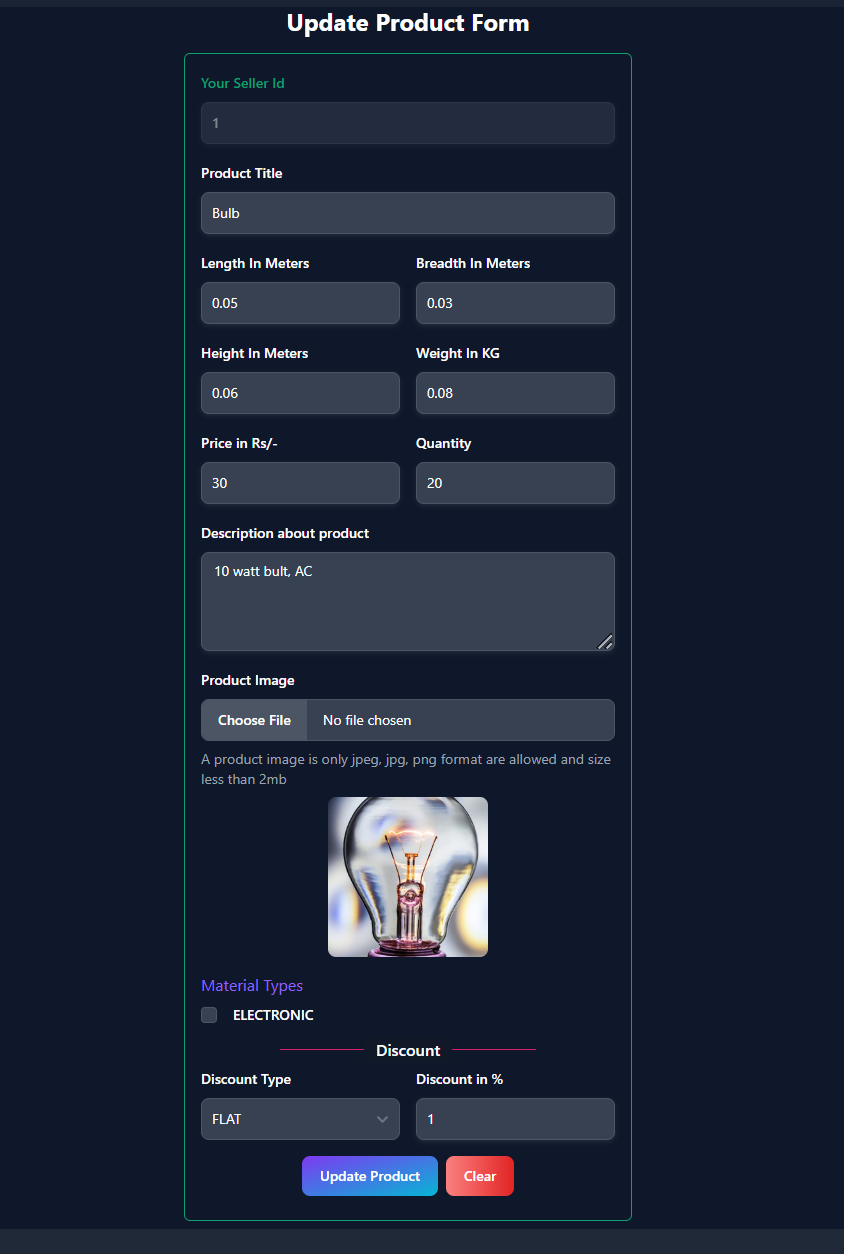 Update Product Form
Your Seller Id
1
Product Title
Bulb
Length In Meters
Breadth In Meters
0.05
0.03
Height In Meters
Weight In KG
0.06
0.08
Price in Rs/-
Quantity
30
20
Description about product
10 watt bult, AC
Product Image
Choose File
No file chosen
A product image is only jpeg, jpg, png format are allowed and size
less than 2mb
Material Types
ELECTRONIC
Discount
Discount Type
Discount in %
FLAT
1
Update Product
Clear